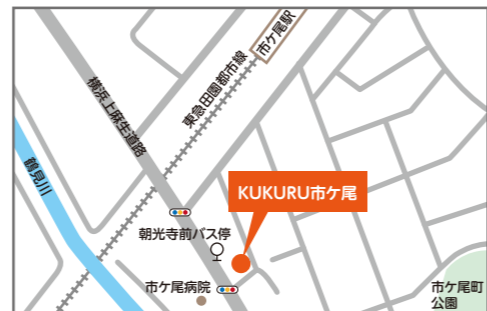 市ケ尾駅
東急田園都市線
横浜上麻生道路
鶴見川
KUKURU市ケ尾
朝光寺前バス停
市ケ尾病院
市ケ尾町
公園